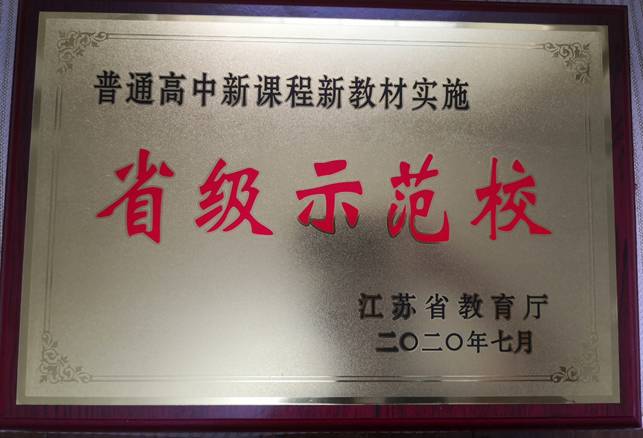 普通高中新课程新教材实施
省级示范校
江苏省教育厅
二〇二〇年七月